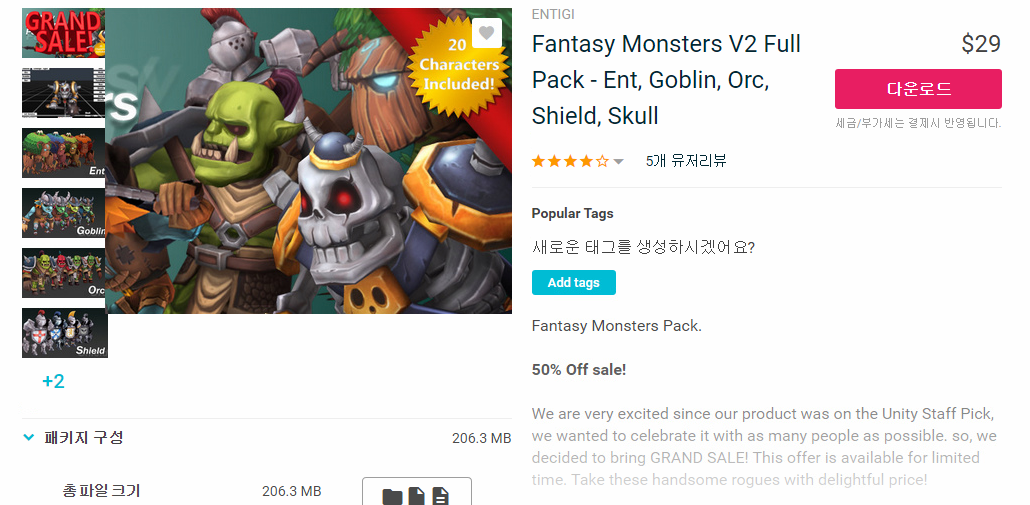 GRAND
SALE!
Ent
Goblin
Orc
Shield
+2
rs
20
Characters
Included!
패키지 구성
206.3 MB
총 파일 크기
206.3 MB
ENTIGI
Fantasy Monsters V2 Full
Pack - Ent, Goblin, Orc,
Shield, Skull
$29
다운로드
세금/부가세는 결제시 반영됩니다.
5개 유저리뷰
Popular Tags
새로운 태그를 생성하시겠어요?
Add tags
Fantasy Monsters Pack.
50% Off sale!
We are very excited since our product was on the Unity Staff Pick,
we wanted to celebrate it with as many people as possible. so, we
decided to bring GRAND SALE! This offer is available for limited
time. Take these handsome rogues with delightful price!